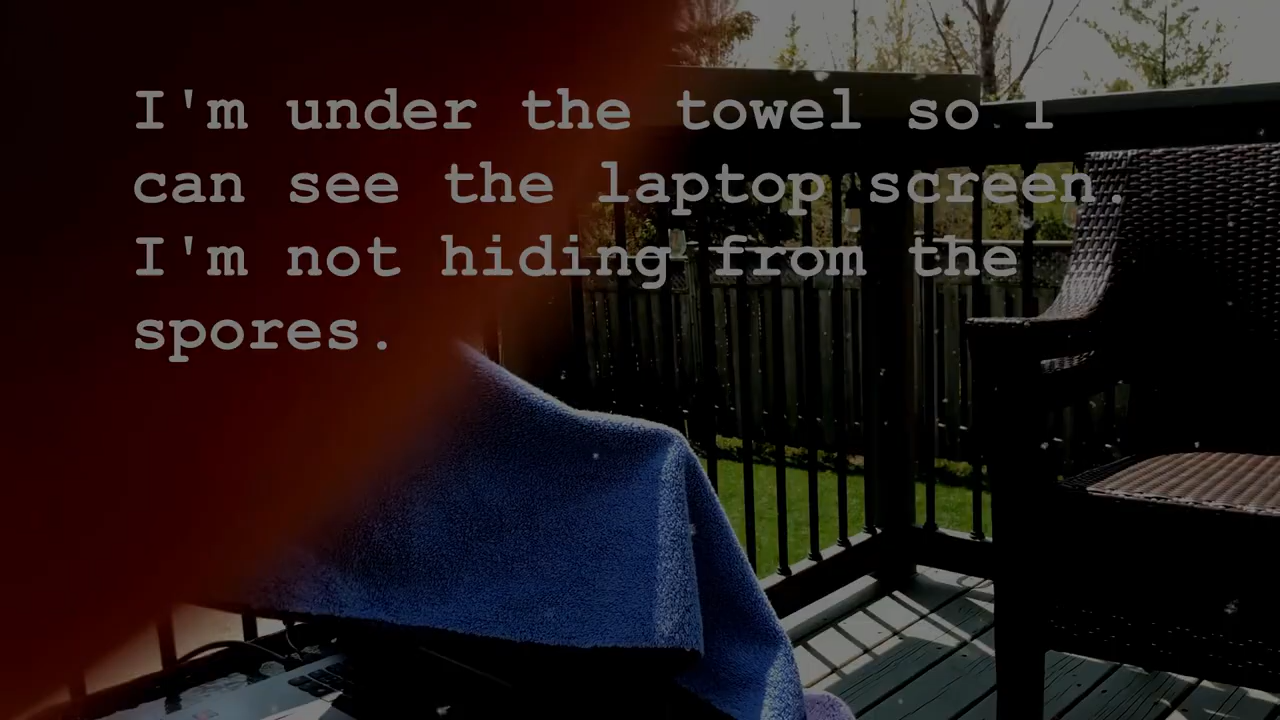 I'm under the towel so I
can see the laptop screen.
I'm not hiding from the
spores.